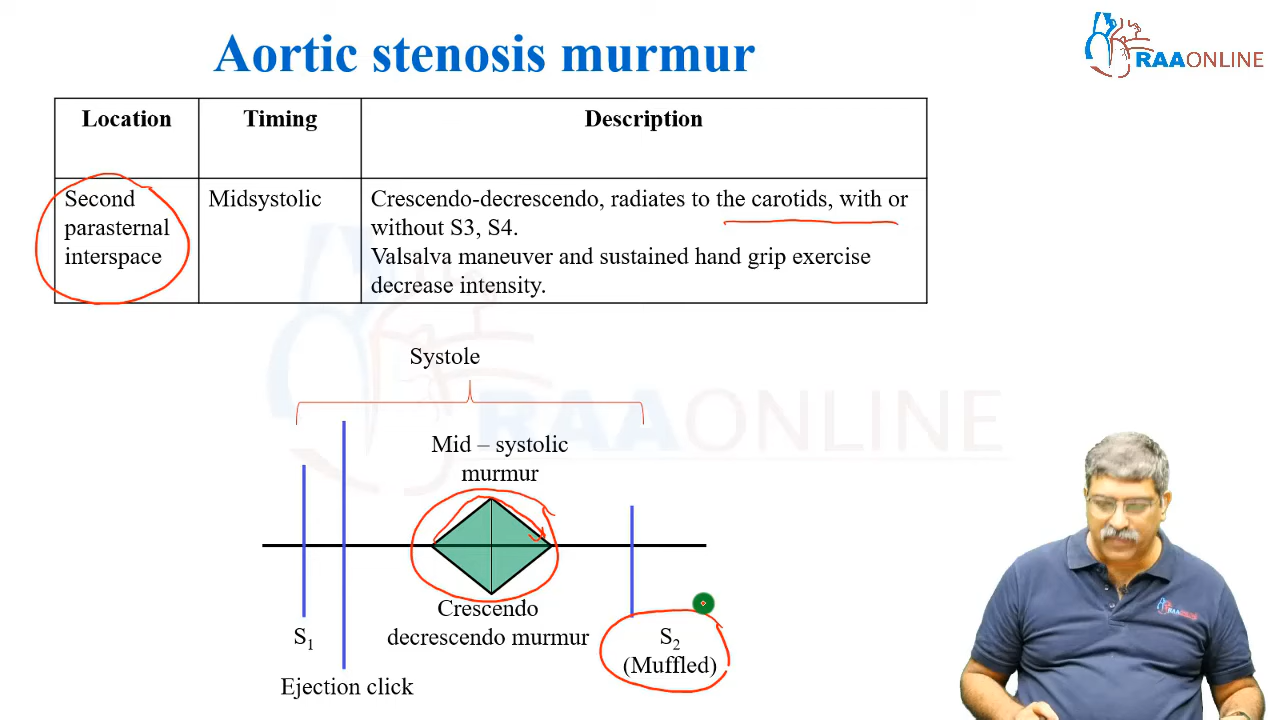 Aortic stenosis murmur
RAAONLINE
Location
Timing
Description
Second
parasternal
interspace
Midsystolic
Crescendo-decrescendo, radiates to the carotids, with or
without S3, S4.
Valsalva maneuver and sustained hand grip exercise
decrease intensity.
RAAONLINE
Systole
Mid – systolic
murmur
Crescendo
decrescendo murmur
S1
Ejection click
S2
(Muffled)
RAAONLINE